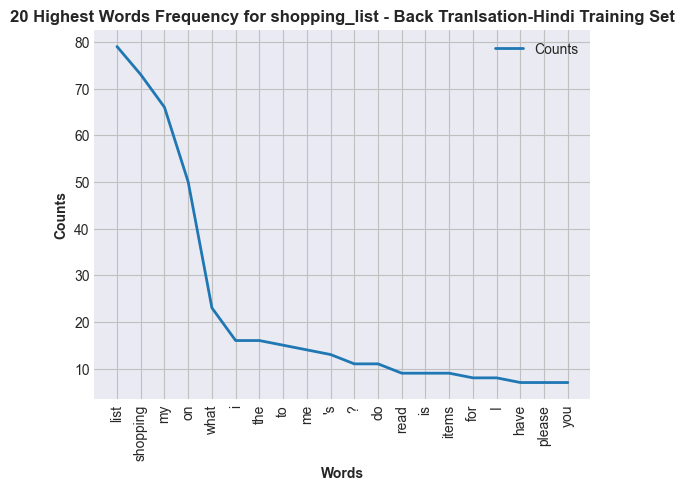 20 Highest Words Frequency for shopping_list - Back Tranlsation-Hindi Training Set
Counts
80
70
60
50
40
30
20
10
Counts
list
shopping
my
on
what
i
the
to
me
's
?
do
read
is
items
for
I
have
please
you
Words